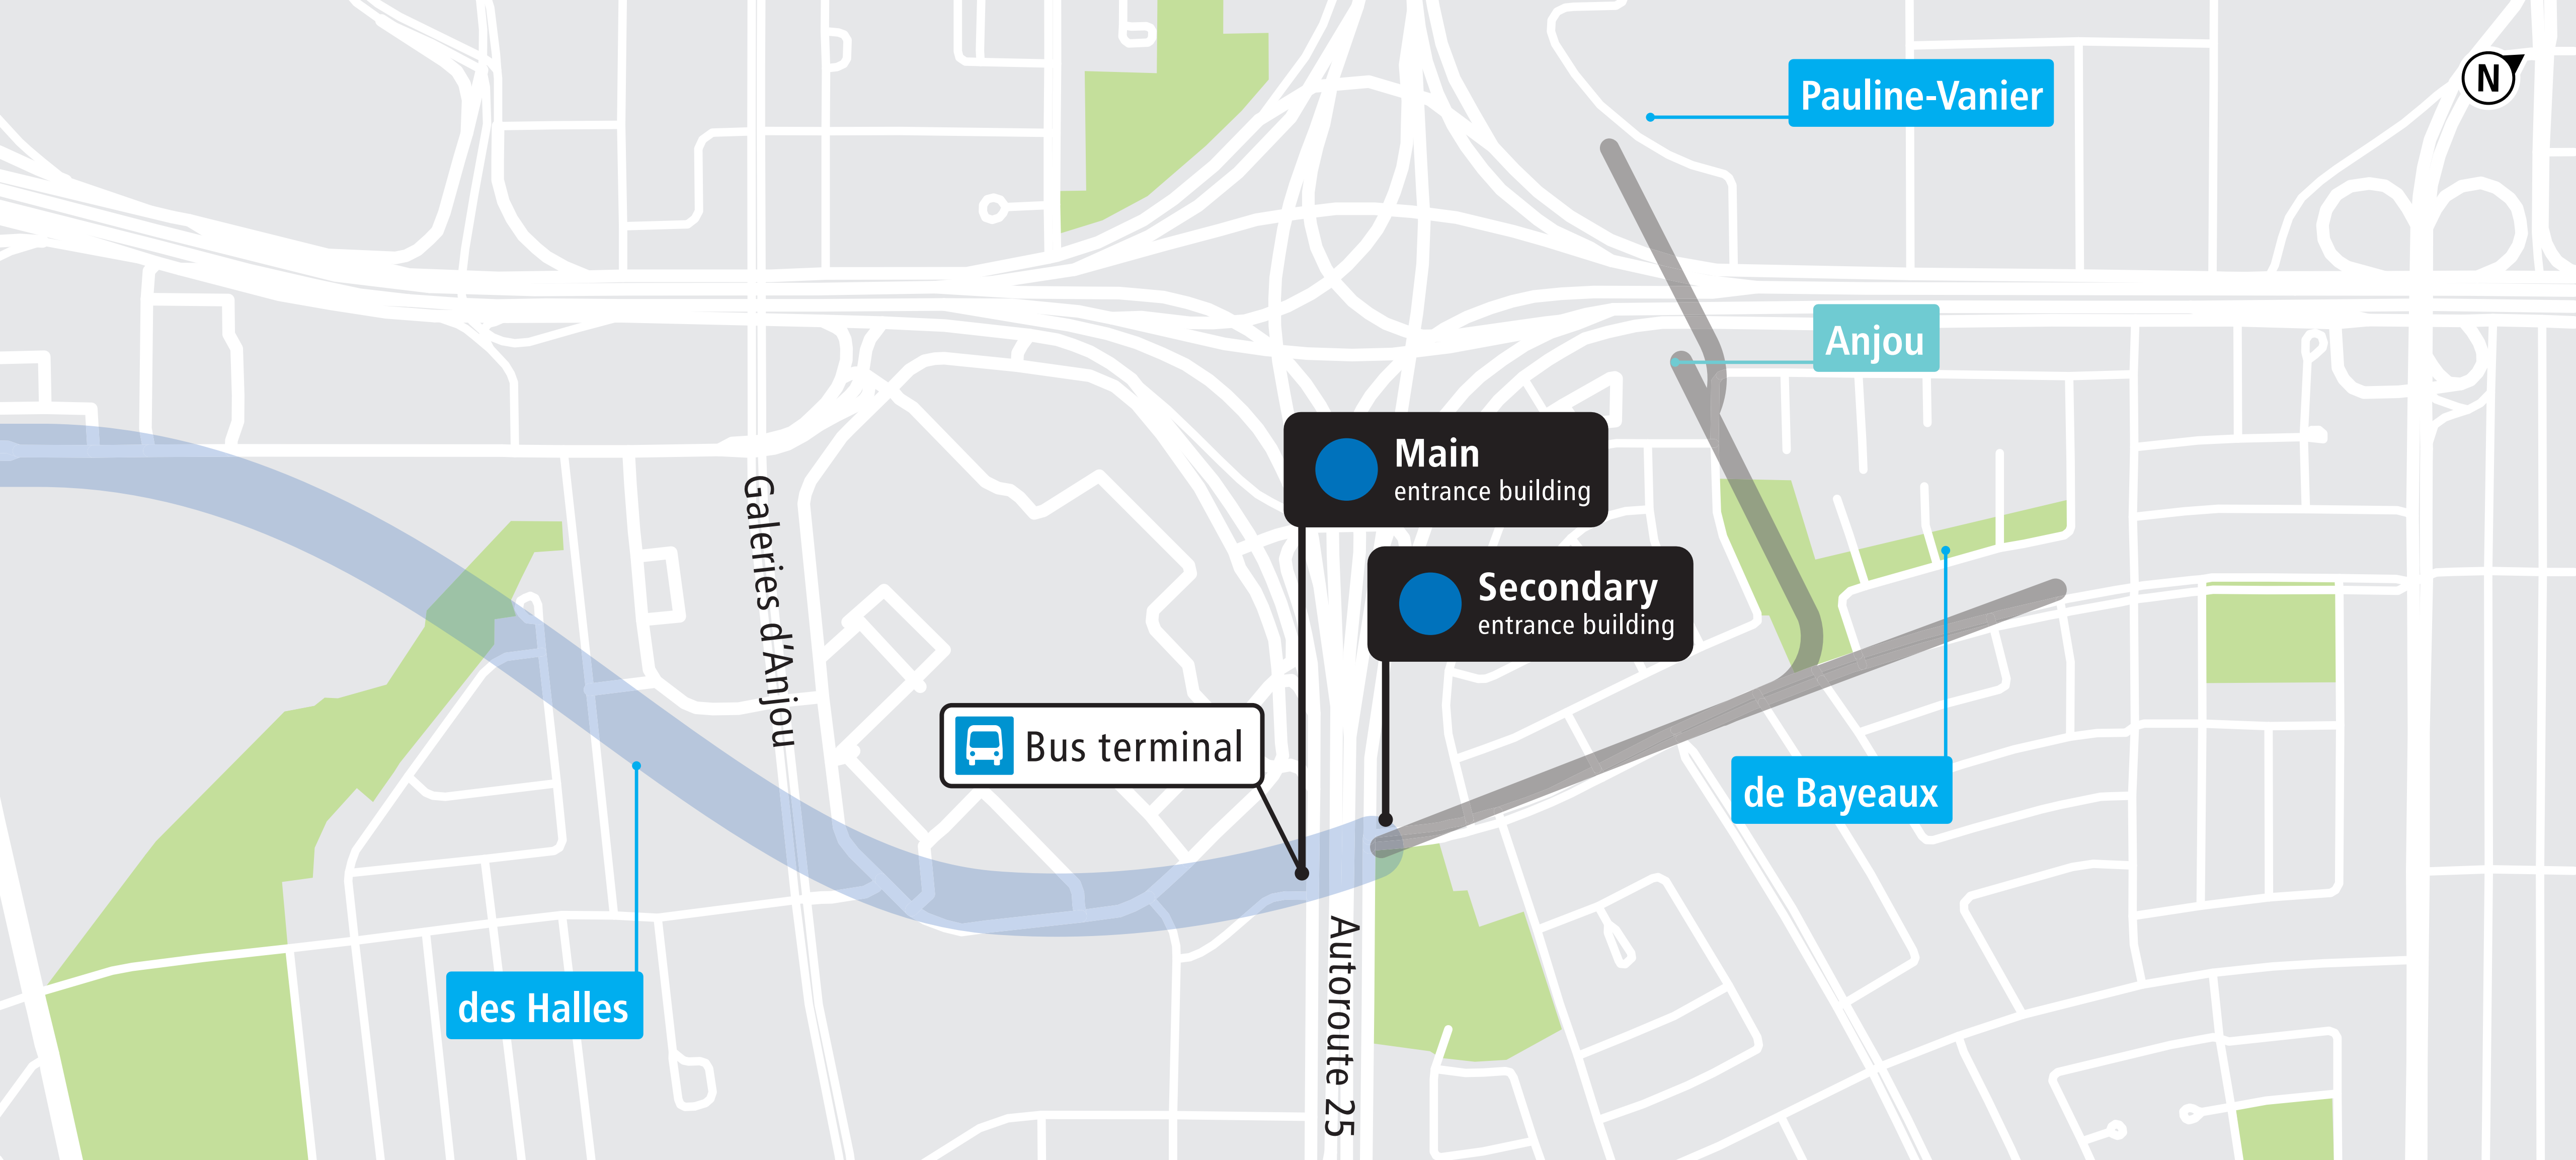 N
Pauline-Vanier
Anjou
Main
entrance building
Galeries d'Anjou
Secondary
entrance building
Bus terminal
de Bayeaux
des Halles
Autoroute 25